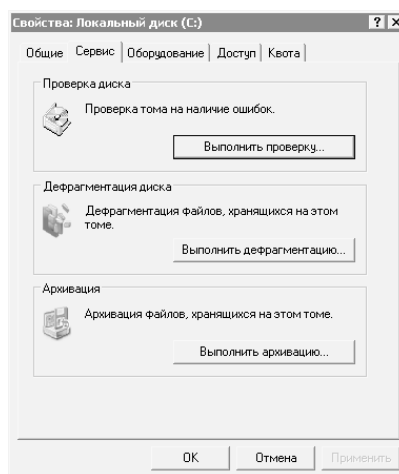 Свойства: Локальный диск (C:)
? X
Общие Сервис Оборудование Доступ Квота
Проверка диска
Проверка тома на наличие ошибок.
Выполнить проверку...
Дефрагментация диска
Дефрагментация файлов, хранящихся на этом
томе.
Выполнить дефрагментацию...
Архивация
Архивация файлов, хранящихся на этом томе.
Выполнить архивацию...
OK Отмена Применить